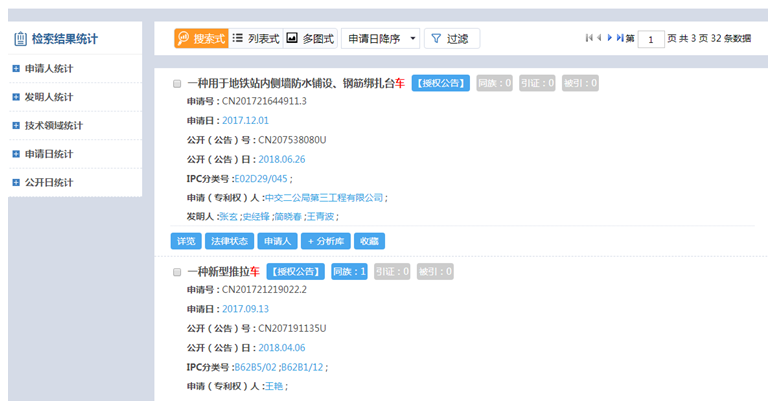 检索结果统计
申请人统计
发明人统计
技术领域统计
申请日统计
公开日统计
搜索式 列表式 多图式 申请日降序 过滤 第 1 页 共 3 页 32 条数据
一种用于地铁站内侧墙防水铺设、钢筋绑扎台车 【授权公告】 同族：0 引证：0 被引：0
申请号：CN201721644911.3
申请日：2017.12.01
公开（公告）号：CN207538080U
公开（公告）日：2018.06.26
IPC分类号:E02D29/045 ;
申请（专利权）人 :中交二公局第三工程有限公司 ;
发明人 :张玄 ;史经锋 ;简晓春 ;王青波 ;
详览 法律状态 申请人 + 分析库 收藏
一种新型推拉车 【授权公告】 同族：1 引证：0 被引：0
申请号：CN201721219022.2
申请日：2017.09.13
公开（公告）号：CN207191135U
公开（公告）日：2018.04.06
IPC分类号:B62B5/02 ;B62B1/12 ;
申请（专利权）人 :王艳 ;